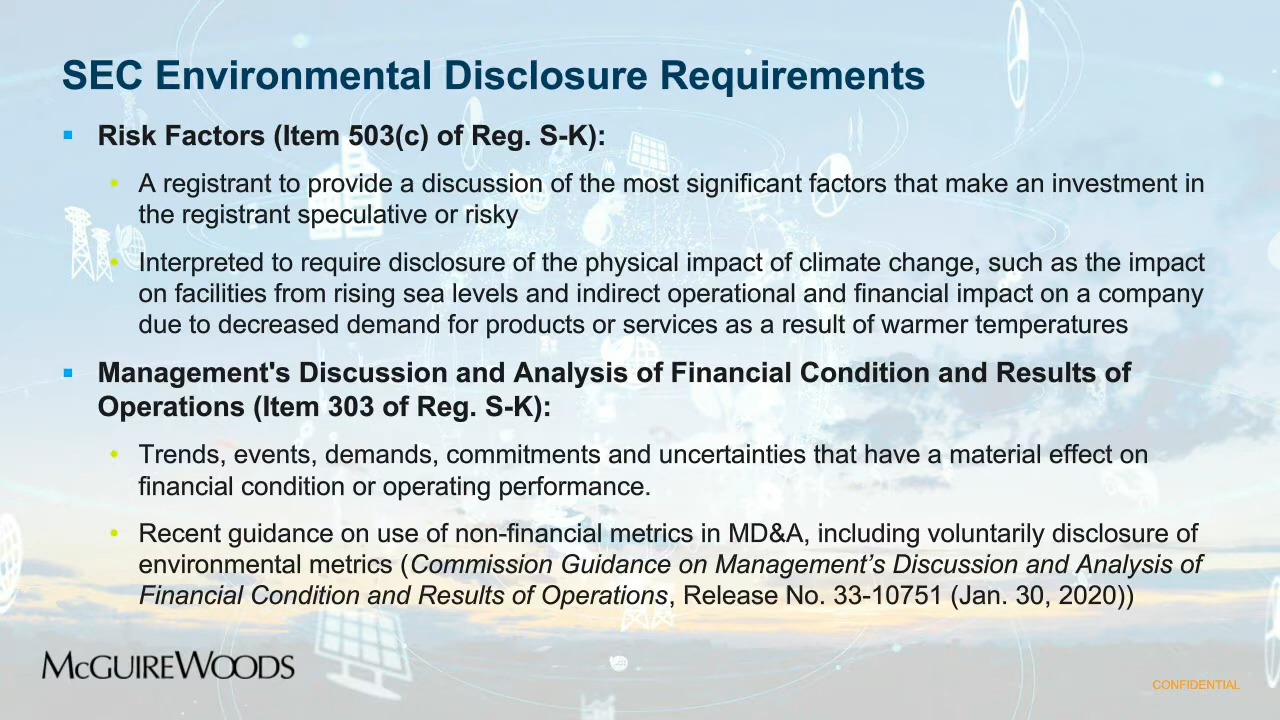 SEC Environmental Disclosure Requirements
▪ Risk Factors (Item 503(c) of Reg. S-K):
• A registrant to provide a discussion of the most significant factors that make an investment in
the registrant speculative or risky
• Interpreted to require disclosure of the physical impact of climate change, such as the impact
on facilities from rising sea levels and indirect operational and financial impact on a company
due to decreased demand for products or services as a result of warmer temperatures
▪ Management's Discussion and Analysis of Financial Condition and Results of
Operations (Item 303 of Reg. S-K):
• Trends, events, demands, commitments and uncertainties that have a material effect on
financial condition or operating performance.
• Recent guidance on use of non-financial metrics in MD&A, including voluntarily disclosure of
environmental metrics (Commission Guidance on Management’s Discussion and Analysis of
Financial Condition and Results of Operations, Release No. 33-10751 (Jan. 30, 2020))
McGUIREWOODS
CONFIDENTIAL